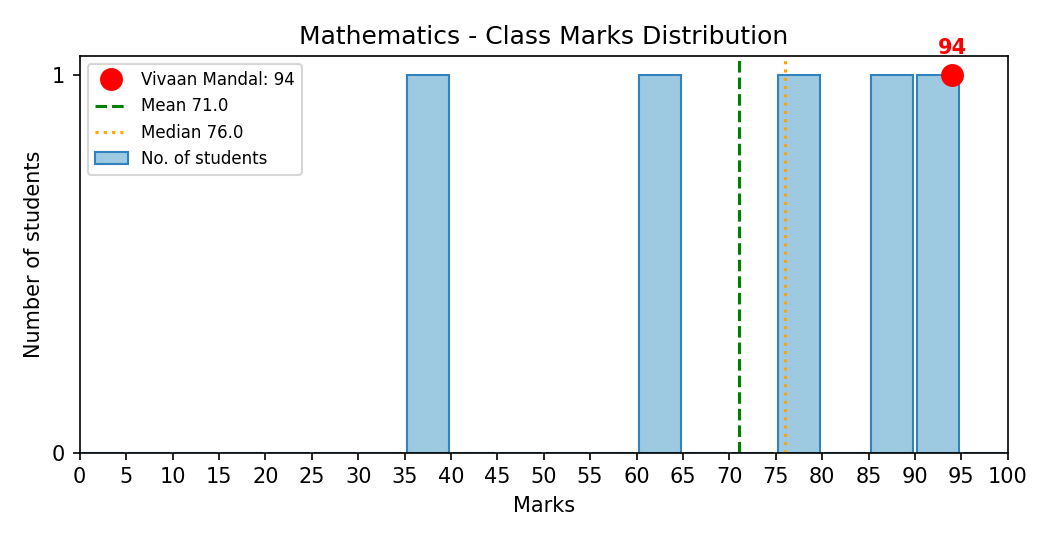 Mathematics - Class Marks Distribution
94
Vivaan Mandal: 94
Mean 71.0
Median 76.0
No. of students
Number of students
1
0
0 5 10 15 20 25 30 35 40 45 50 55 60 65 70 75 80 85 90 95 100
Marks